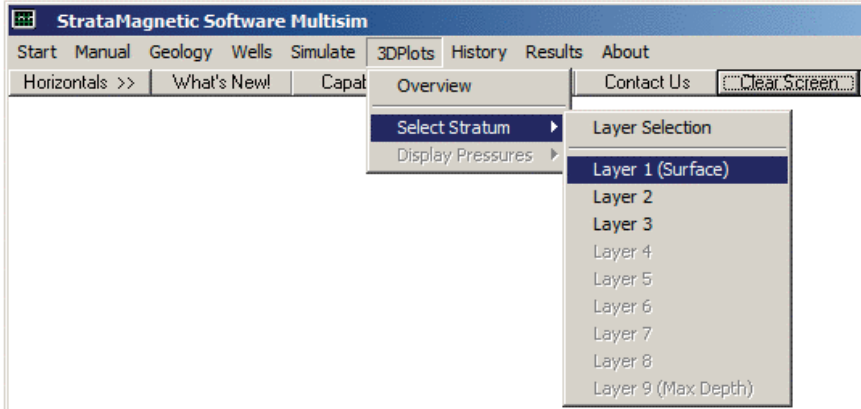 StrataMagnetic Software Multisim
Start Manual Geology Wells Simulate 3DPlots History Results About
Horizontals >> What's New! Capab Contact Us Clear Screen
Overview
Select Stratum
Display Pressures
Layer Selection
Layer 1 (Surface)
Layer 2
Layer 3
Layer 4
Layer 5
Layer 6
Layer 7
Layer 8
Layer 9 (Max Depth)